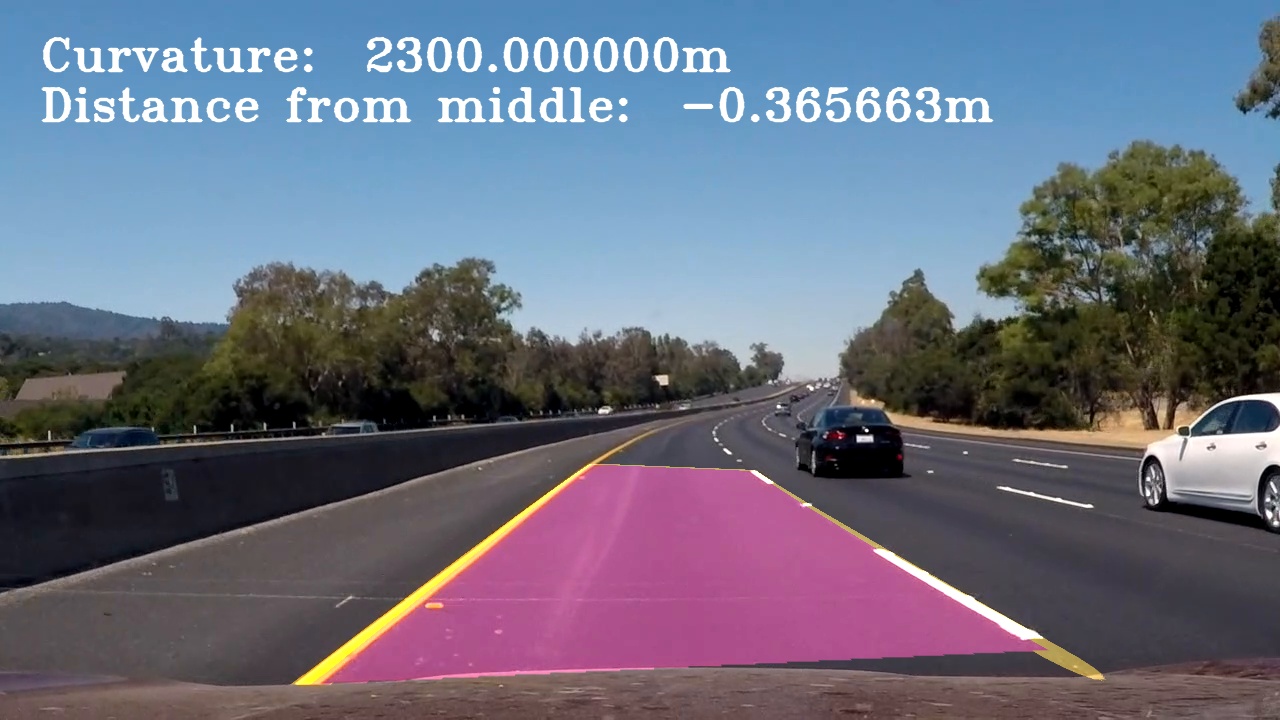 Curvature: 2300.000000m
Distance from middle: −0.365663m